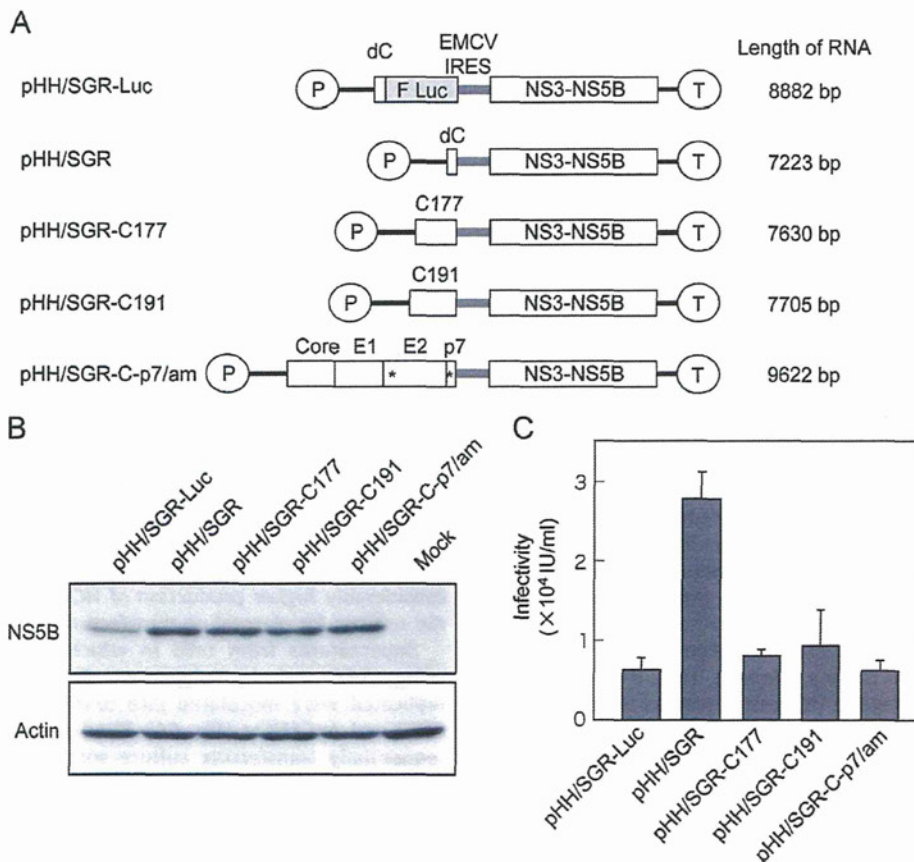 A
Length of RNA
pHH/SGR-Luc
P
dC
F Luc
EMCV
IRES
NS3-NS5B
T
8882 bp
pHH/SGR
P
dC
NS3-NS5B
T
7223 bp
pHH/SGR-C177
P
C177
NS3-NS5B
T
7630 bp
pHH/SGR-C191
P
C191
NS3-NS5B
T
7705 bp
pHH/SGR-C-p7/am
P
Core E1 E2 p7
* *
NS3-NS5B
T
9622 bp
B
pHH/SGR-Luc
pHH/SGR
pHH/SGR-C177
pHH/SGR-C191
pHH/SGR-C-p7/am
Mock
NS5B
Actin
C
Infectivity
(×10⁴ IU/ml)
3
2
1
0
pHH/SGR-Luc
pHH/SGR
pHH/SGR-C177
pHH/SGR-C191
pHH/SGR-C-p7/am